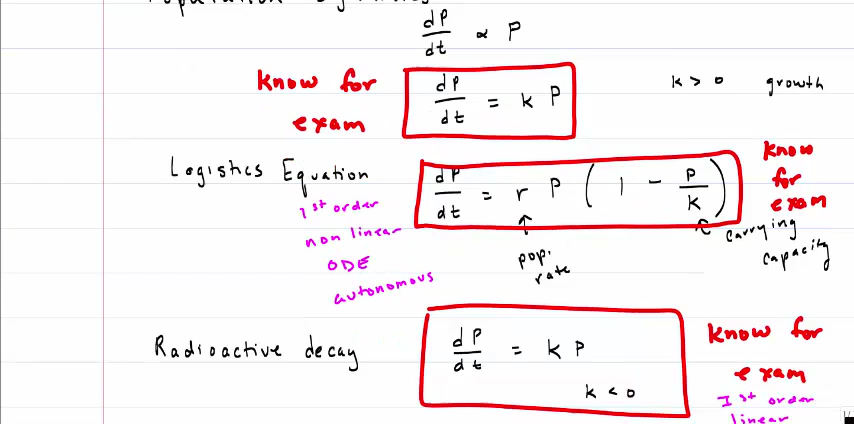 Population
dP/dt ∝ P
know for exam
dP/dt = k P
k > 0 growth
Logistics Equation
dP/dt = r P ( 1 - P/K )
know for exam
1st order
non linear
ODE
autonomous
pop. rate
carrying capacity
Radioactive decay
dP/dt = k P
k < 0
know for exam
1st order
linear